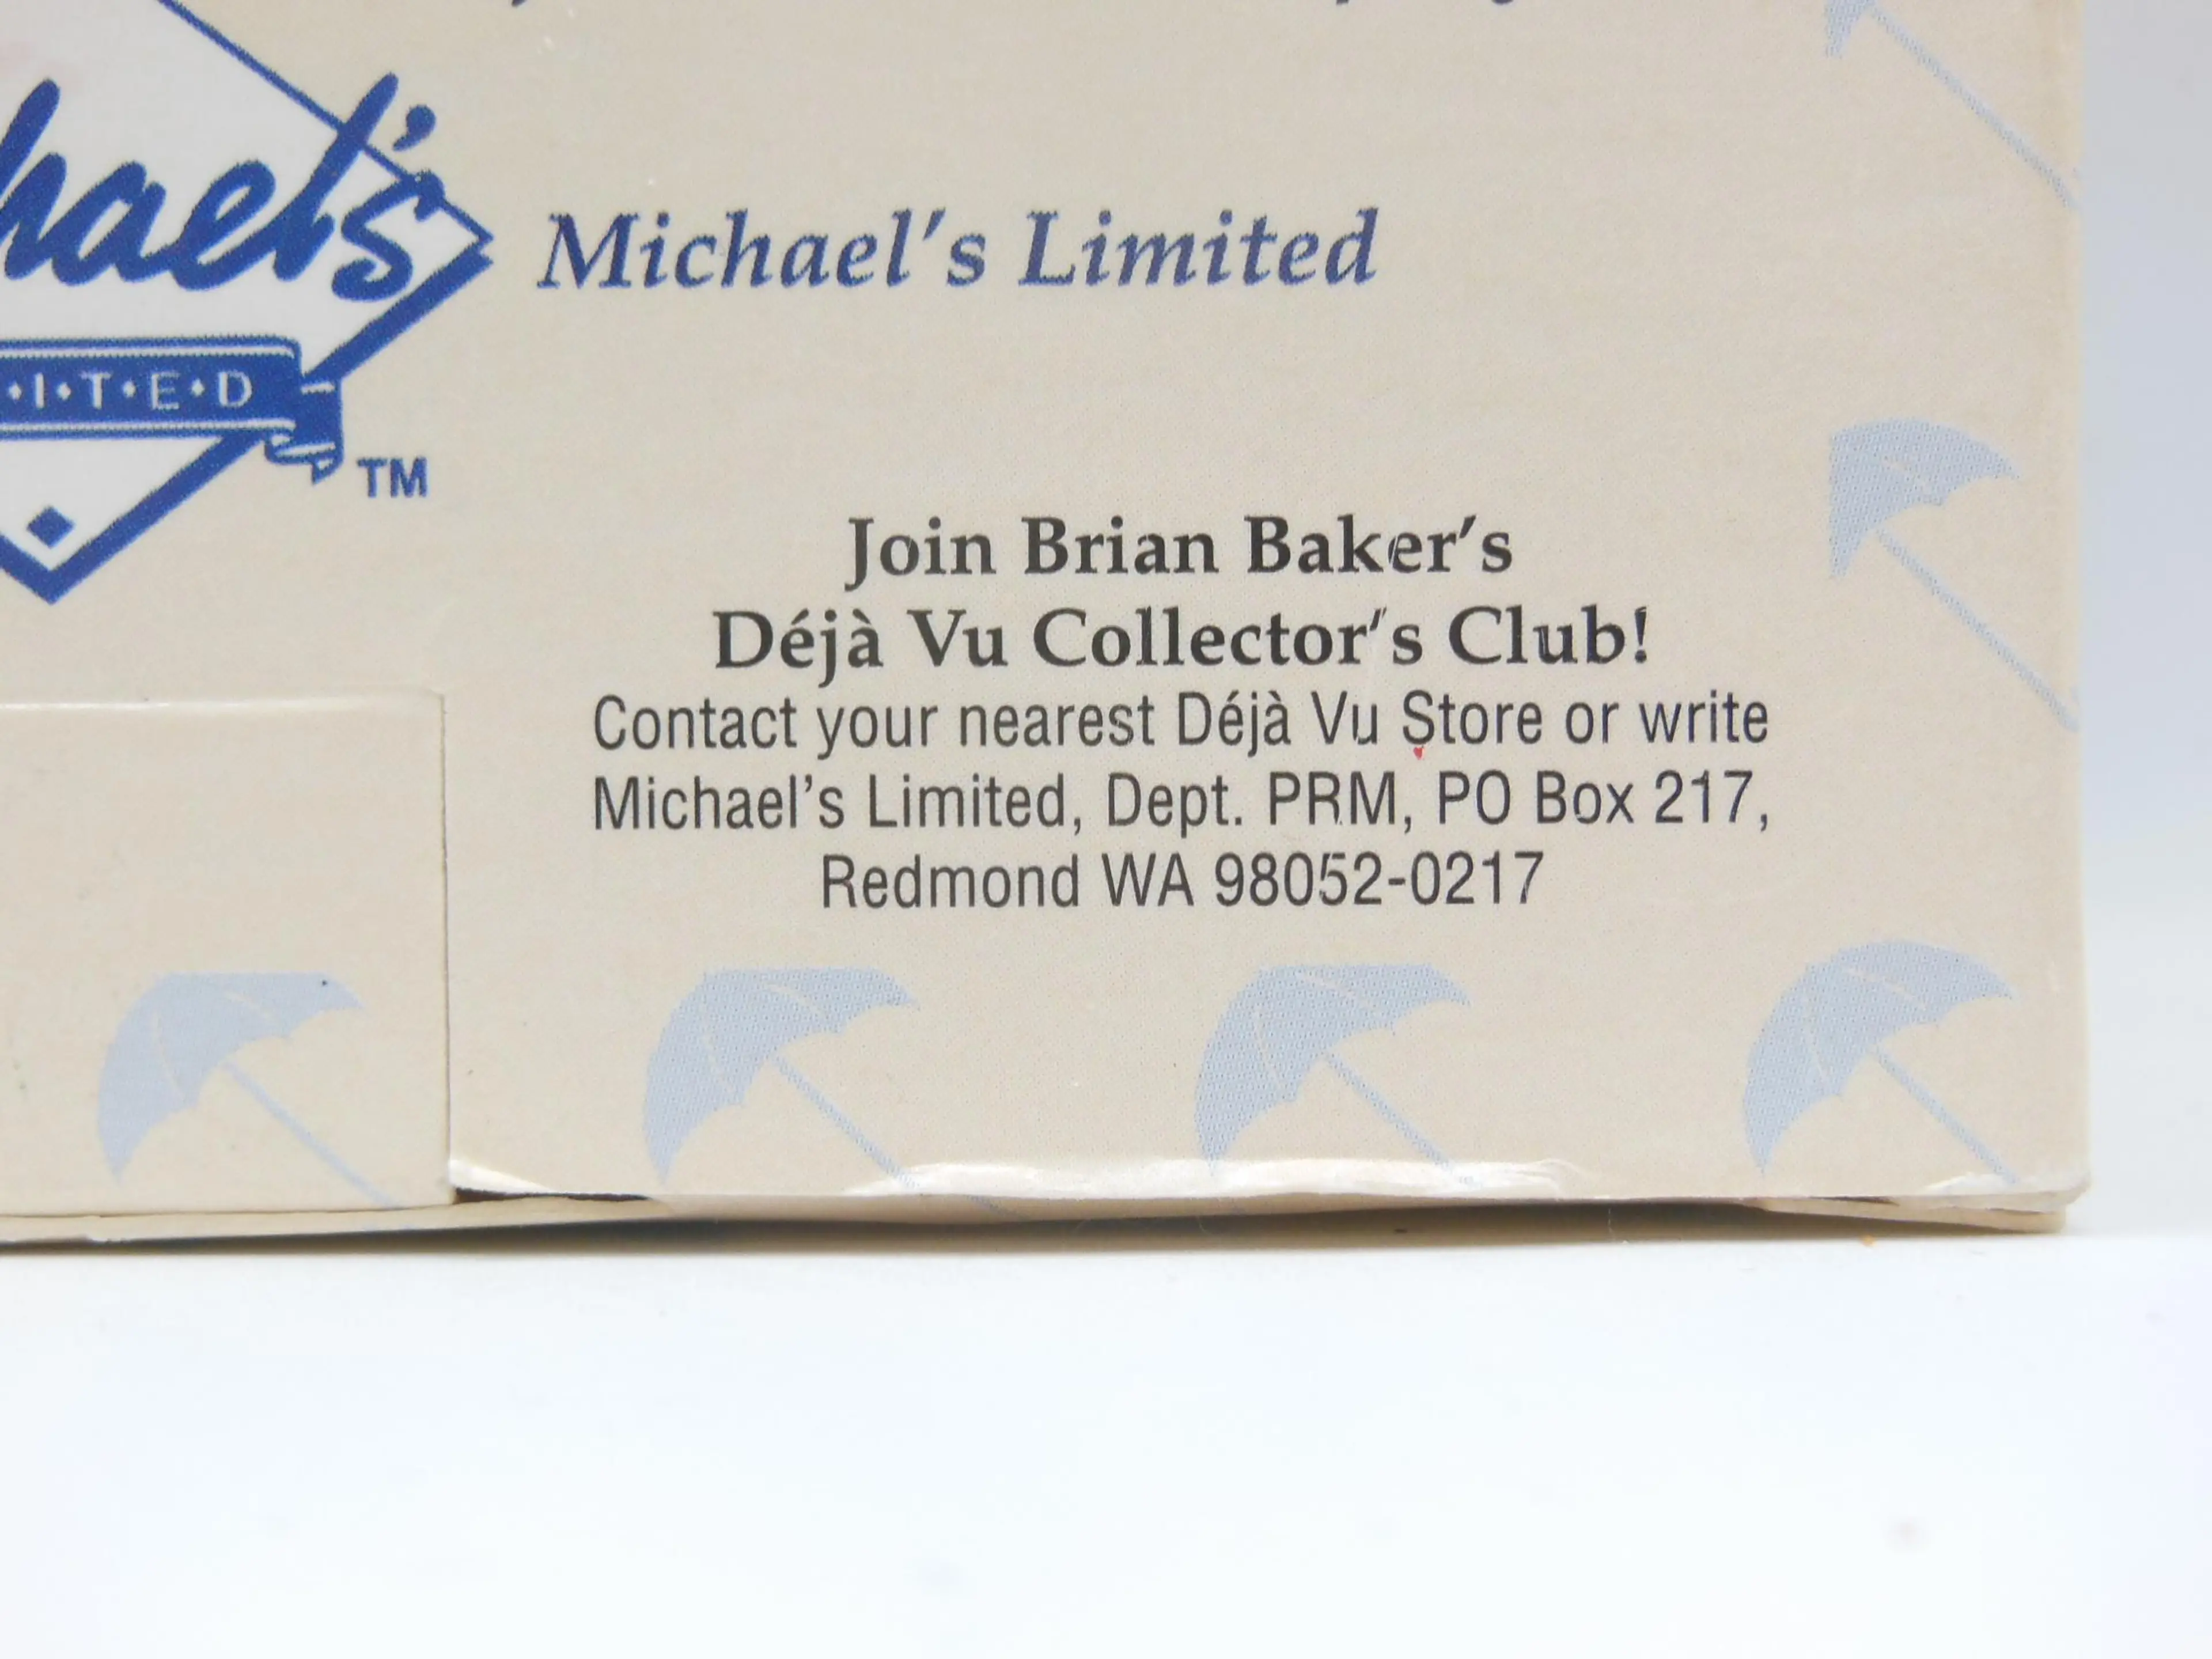 Michael's Limited
I•T•E•D
TM
Join Brian Baker's
Déjà Vu Collector's Club!
Contact your nearest Déjà Vu Store or write
Michael's Limited, Dept. PRM, PO Box 217,
Redmond WA 98052-0217